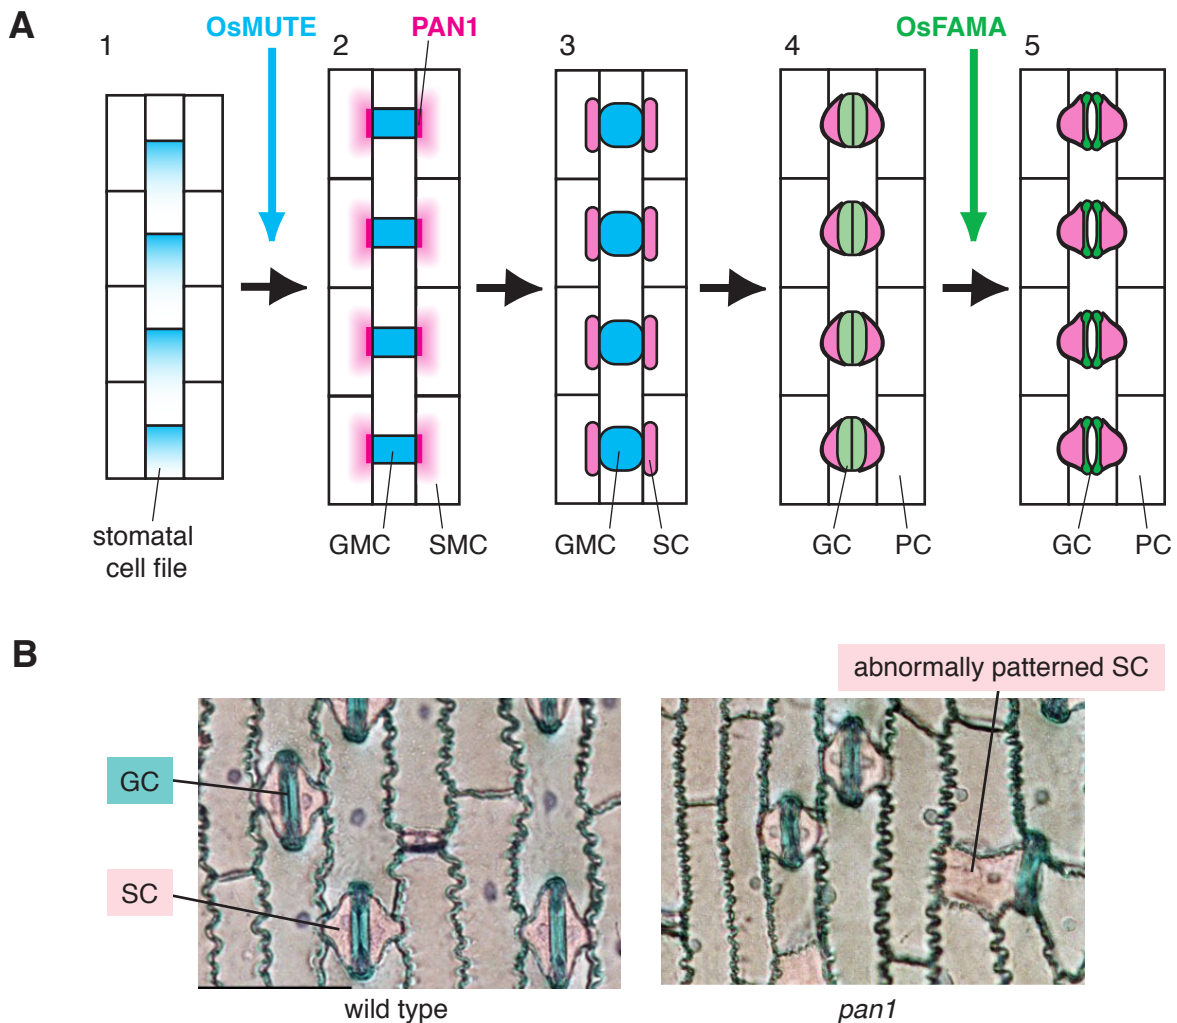 A
1
OsMUTE
2
PAN1
3
4
OsFAMA
5
stomatal
cell file
GMC
SMC
GMC
SC
GC
PC
GC
PC
B
abnormally patterned SC
GC
SC
wild type
pan1